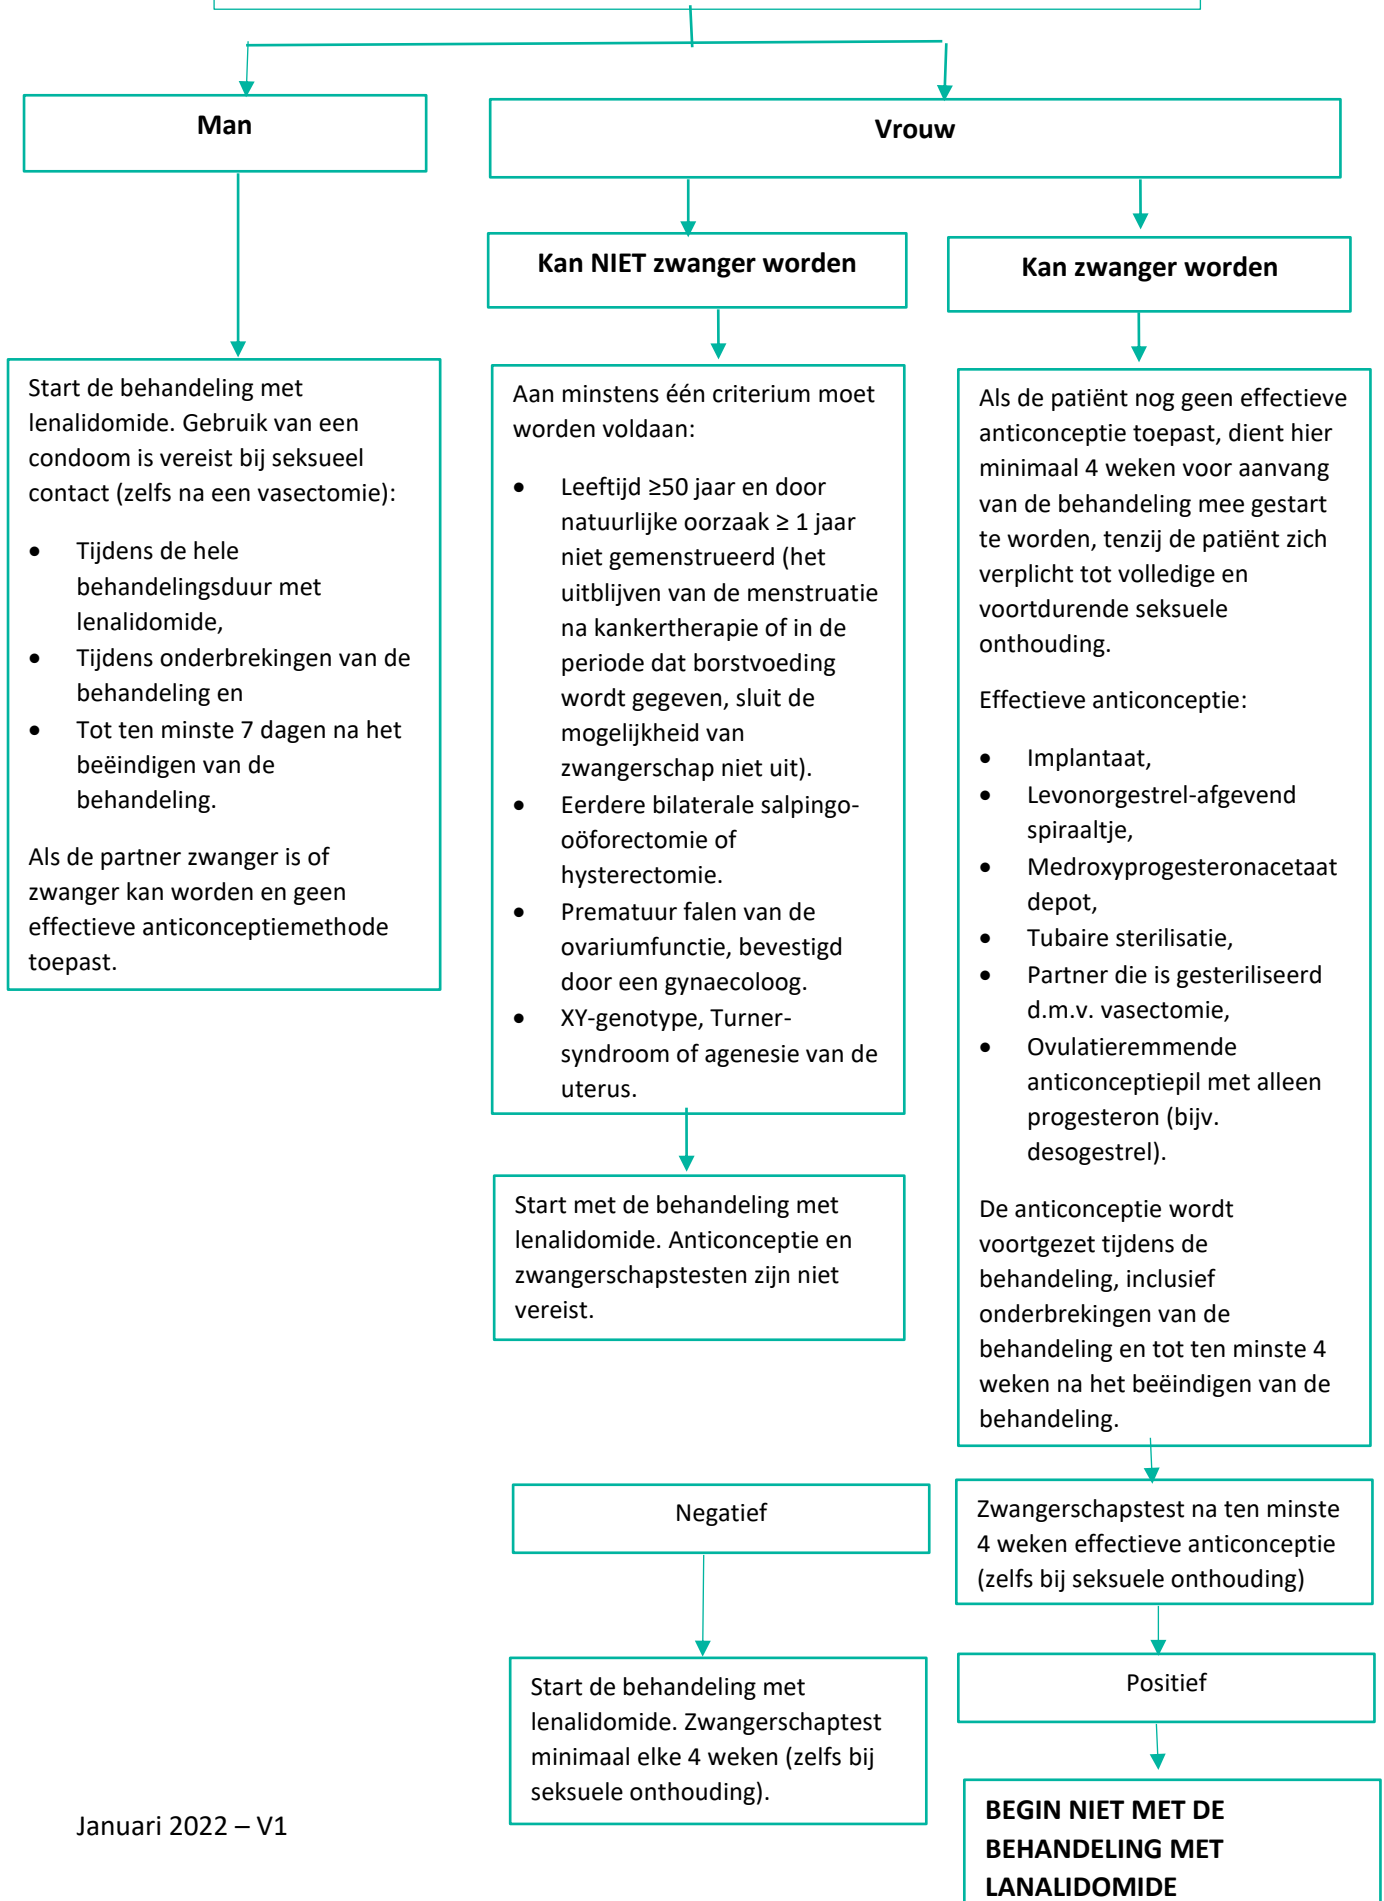 Man
Vrouw
Kan NIET zwanger worden
Kan zwanger worden
Start de behandeling met
lenalidomide. Gebruik van een
condoom is vereist bij seksueel
contact (zelfs na een vasectomie):
• Tijdens de hele
behandelingsduur met
lenalidomide,
• Tijdens onderbrekingen van de
behandeling en
• Tot ten minste 7 dagen na het
beëindigen van de
behandeling.
Als de partner zwanger is of
zwanger kan worden en geen
effectieve anticonceptiemethode
toepast.
Aan minstens één criterium moet
worden voldaan:
• Leeftijd ≥50 jaar en door
natuurlijke oorzaak ≥ 1 jaar
niet gemenstrueerd (het
uitblijven van de menstruatie
na kankertherapie of in de
periode dat borstvoeding
wordt gegeven, sluit de
mogelijkheid van
zwangerschap niet uit).
• Eerdere bilaterale salpingo-
oöforectomie of
hysterectomie.
• Prematuur falen van de
ovariumfunctie, bevestigd
door een gynaecoloog.
• XY-genotype, Turner-
syndroom of agenesie van de
uterus.
Start met de behandeling met
lenalidomide. Anticonceptie en
zwangerschapstesten zijn niet
vereist.
Als de patiënt nog geen effectieve
anticonceptie toepast, dient hier
minimaal 4 weken voor aanvang
van de behandeling mee gestart
te worden, tenzij de patiënt zich
verplicht tot volledige en
voortdurende seksuele
onthouding.
Effectieve anticonceptie:
• Implantaat,
• Levonorgestrel-afgevend
spiraaltje,
• Medroxyprogesteronacetaat
depot,
• Tubaire sterilisatie,
• Partner die is gesteriliseerd
d.m.v. vasectomie,
• Ovulatieremmende
anticonceptiepil met alleen
progesteron (bijv.
desogestrel).
De anticonceptie wordt
voortgezet tijdens de
behandeling, inclusief
onderbrekingen van de
behandeling en tot ten minste 4
weken na het beëindigen van de
behandeling.
Zwangerschapstest na ten minste
4 weken effectieve anticonceptie
(zelfs bij seksuele onthouding)
Negatief
Start de behandeling met
lenalidomide. Zwangerschaptest
minimaal elke 4 weken (zelfs bij
seksuele onthouding).
Positief
BEGIN NIET MET DE
BEHANDELING MET
LANALIDOMIDE
Januari 2022 – V1